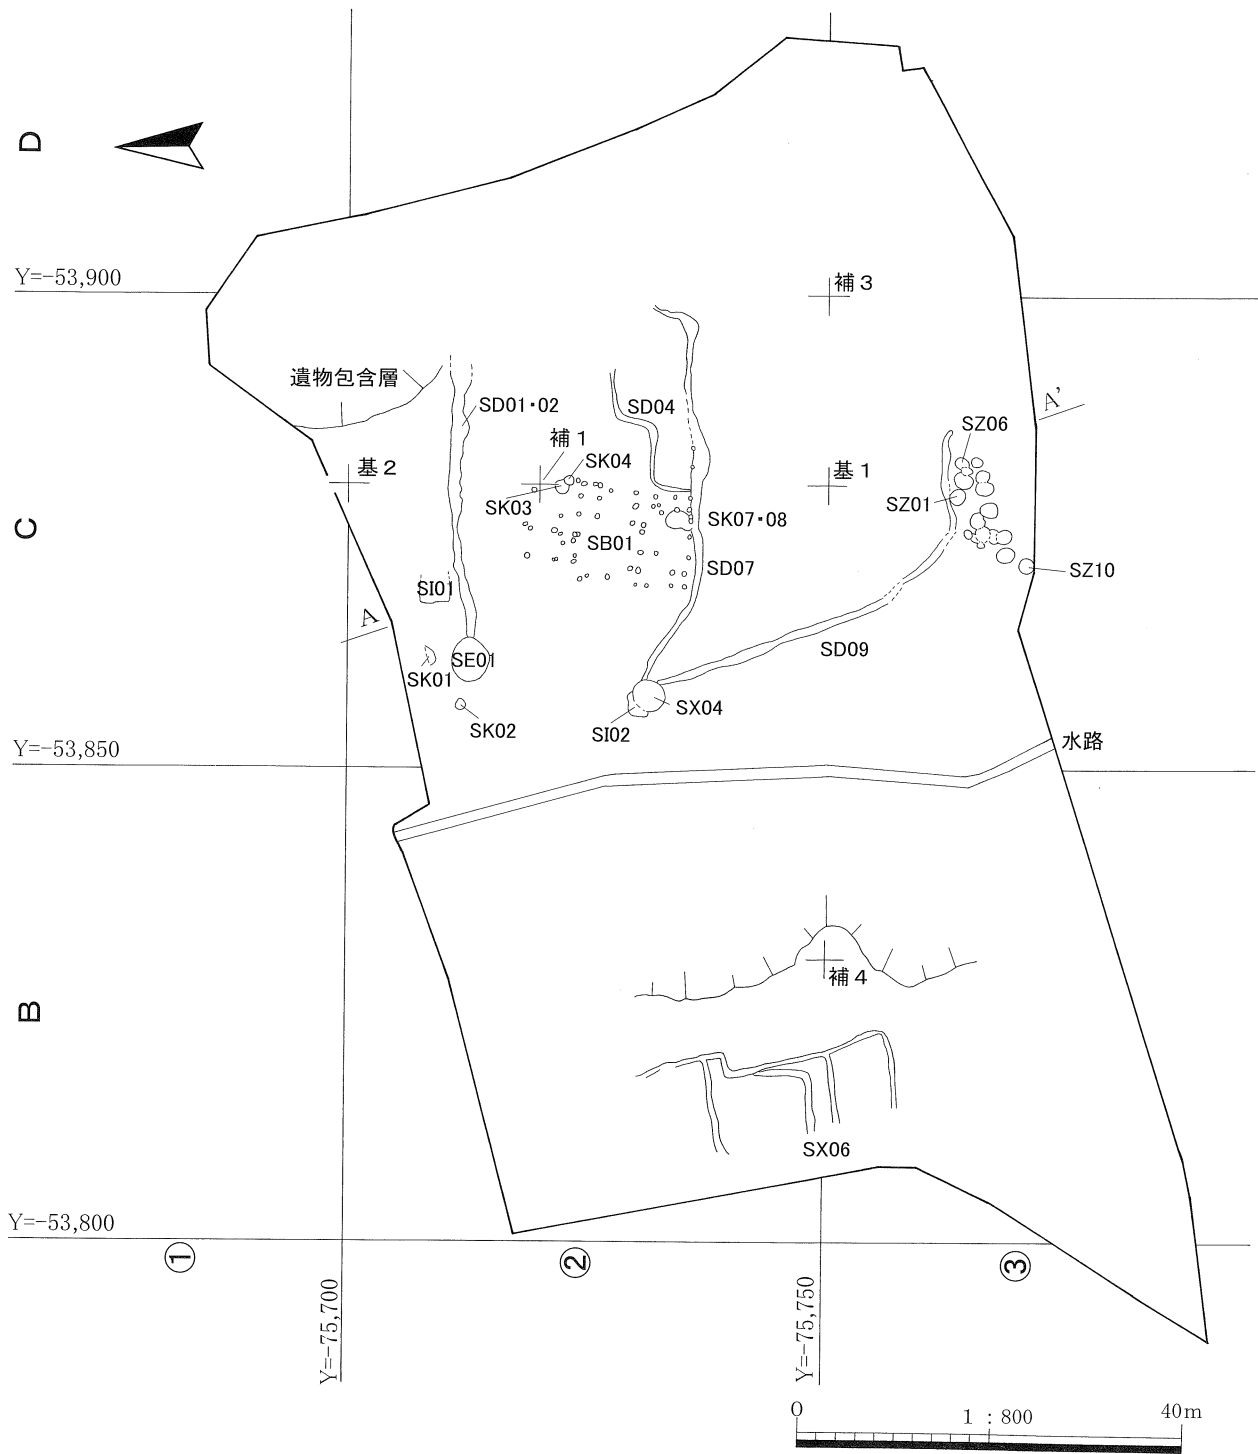 D
Y=-53,900
補3
遺物包含層
A'
SD01・02
SD04
SZ06
補1
SK04
基2
基1
SK03
SZ01
SK07・08
C
SB01
SD07
SZ10
SI01
A
SD09
SE01
SK01
SX04
SK02
SI02
水路
Y=-53,850
補4
B
SX06
Y=-53,800
①
②
③
Y=-75,700
Y=-75,750
0
1 : 800
40m